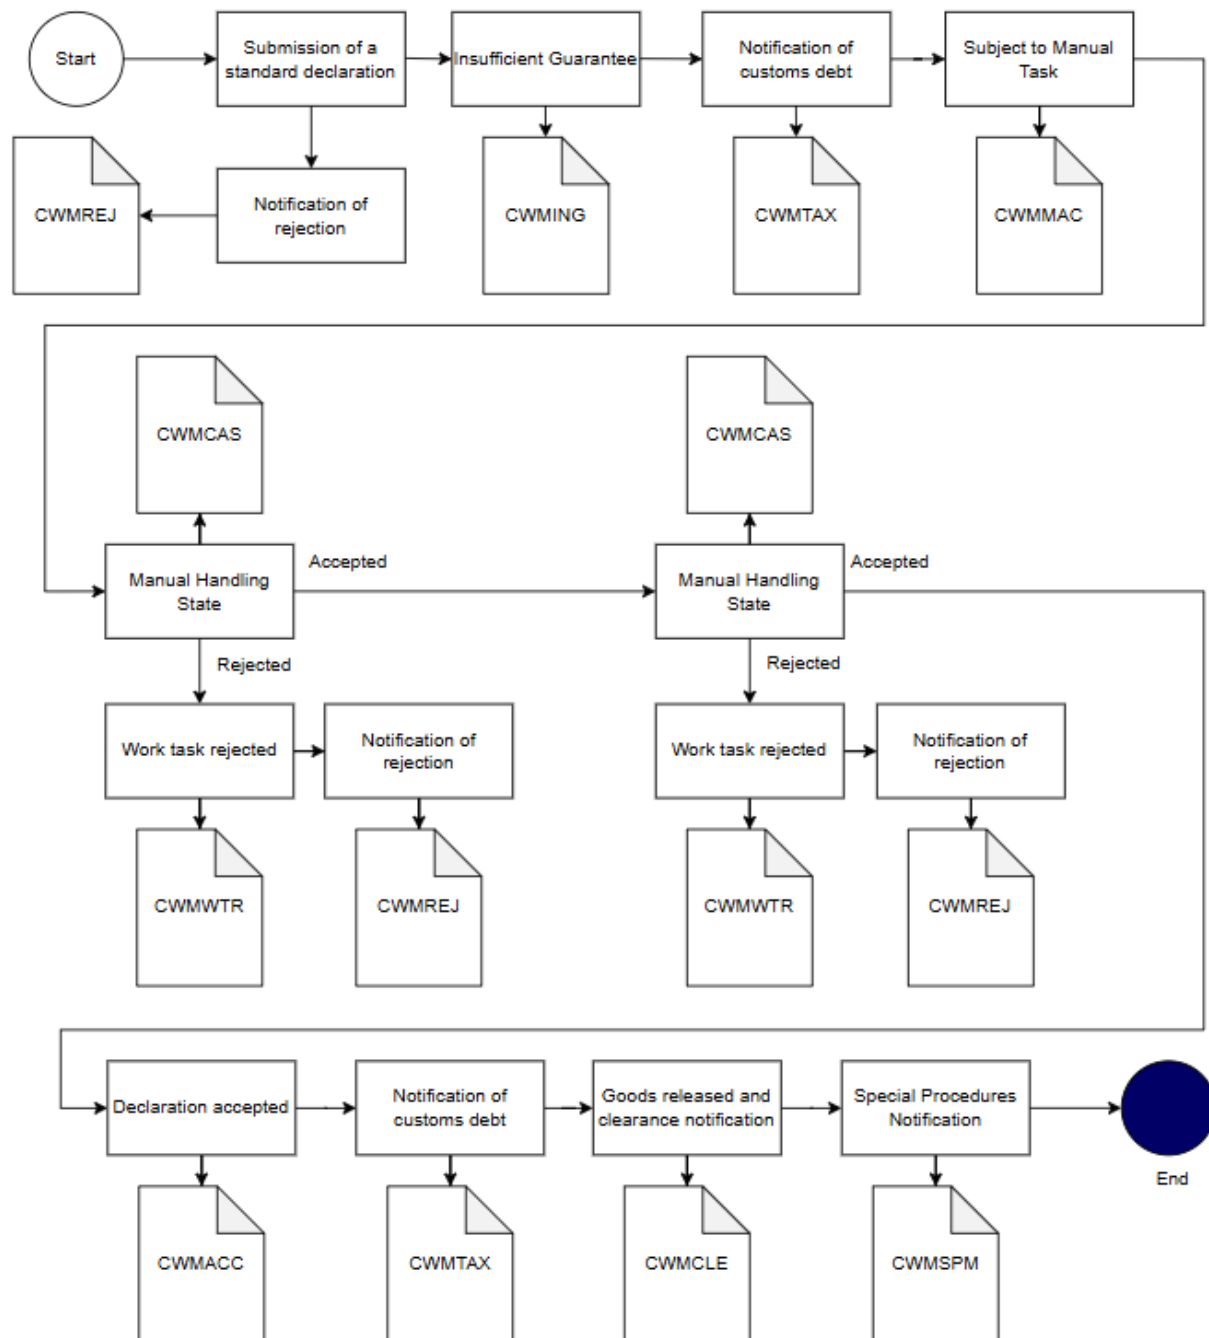 Start
Submission of a
standard declaration
Insufficient Guarantee
Notification of
customs debt
Subject to Manual
Task
CWMREJ
Notification of
rejection
CWMING
CWMTAX
CWMMAC
CWMCAS
CWMCAS
Manual Handling
State
Accepted
Manual Handling
State
Accepted
Rejected
Rejected
Work task rejected
Notification of
rejection
Work task rejected
Notification of
rejection
CWMWTR
CWMREJ
CWMWTR
CWMREJ
Declaration accepted
Notification of
customs debt
Goods released and
clearance notification
Special Procedures
Notification
End
CWMACC
CWMTAX
CWMCLE
CWMSPM